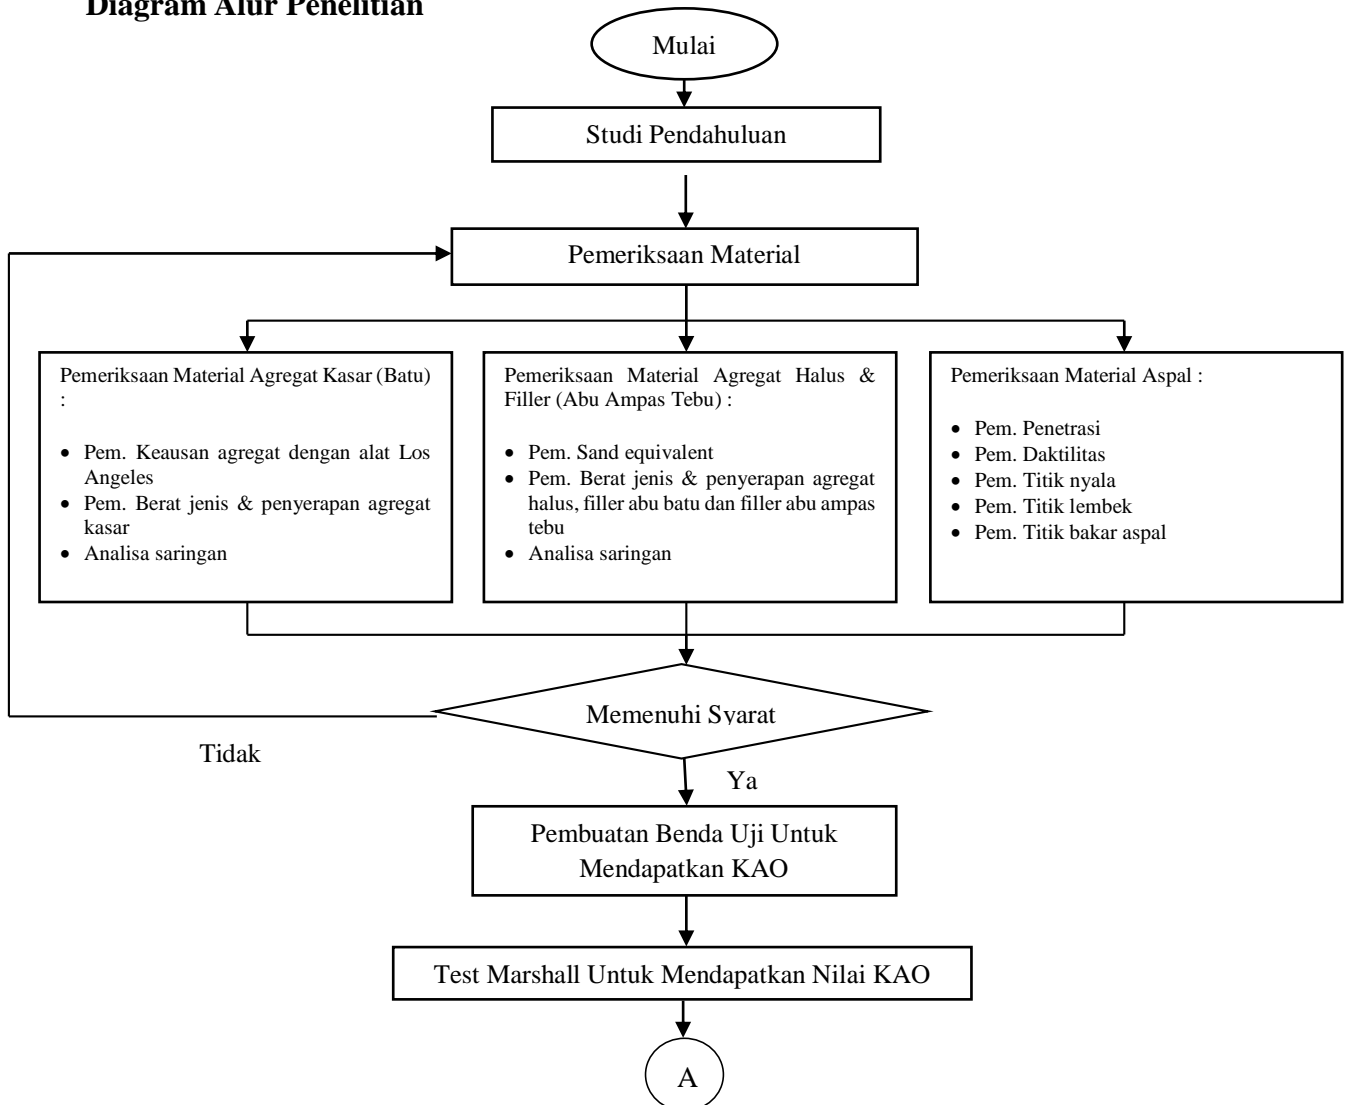 Diagram Alur Penelitian
Mulai
Studi Pendahuluan
Pemeriksaan Material
Pemeriksaan Material Agregat Kasar (Batu)
:
• Pem. Keausan agregat dengan alat Los
Angeles
• Pem. Berat jenis & penyerapan agregat
kasar
• Analisa saringan
Pemeriksaan Material Agregat Halus &
Filler (Abu Ampas Tebu) :
• Pem. Sand equivalent
• Pem. Berat jenis & penyerapan agregat
halus, filler abu batu dan filler abu ampas
tebu
• Analisa saringan
Pemeriksaan Material Aspal :
• Pem. Penetrasi
• Pem. Daktilitas
• Pem. Titik nyala
• Pem. Titik lembek
• Pem. Titik bakar aspal
Memenuhi Syarat
Tidak
Ya
Pembuatan Benda Uji Untuk
Mendapatkan KAO
Test Marshall Untuk Mendapatkan Nilai KAO
A